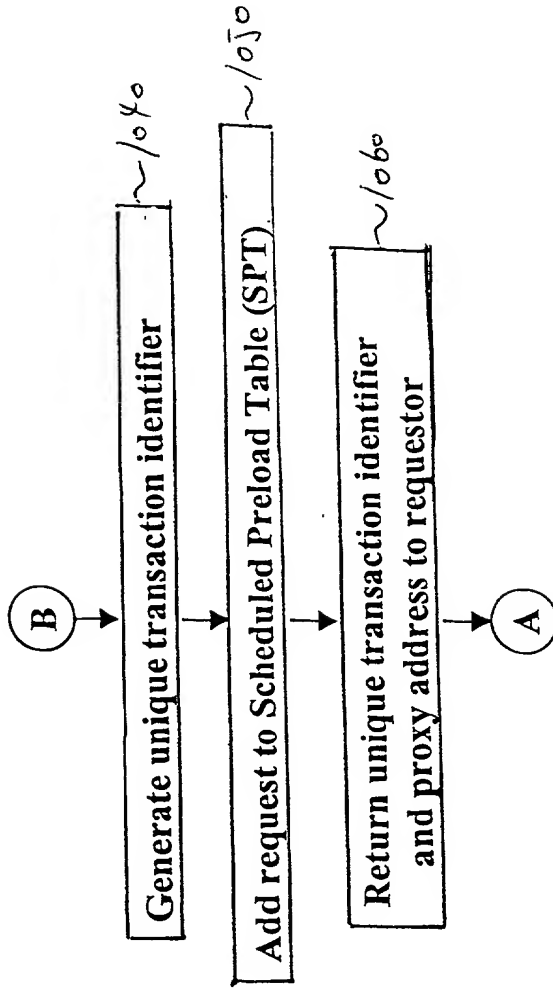 B
Generate unique transaction identifier
~1040
Add request to Scheduled Preload Table (SPT)
~1050
Return unique transaction identifier
and proxy address to requestor
~1060
A